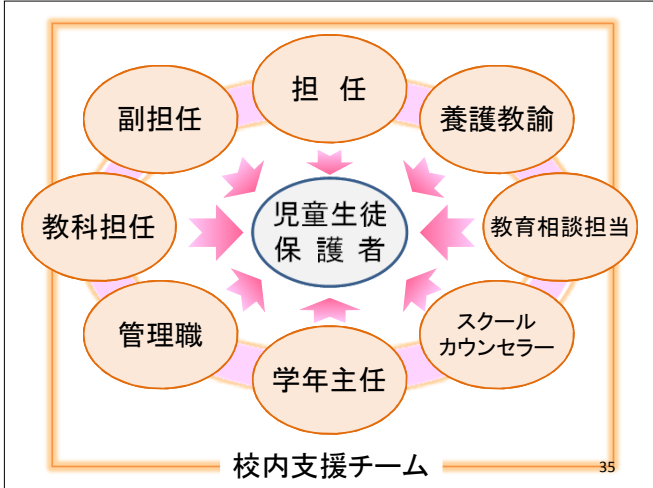 担 任
副担任
養護教諭
教科担任
児童生徒
保 護 者
教育相談担当
管理職
スクール
カウンセラー
学年主任
校内支援チーム
35